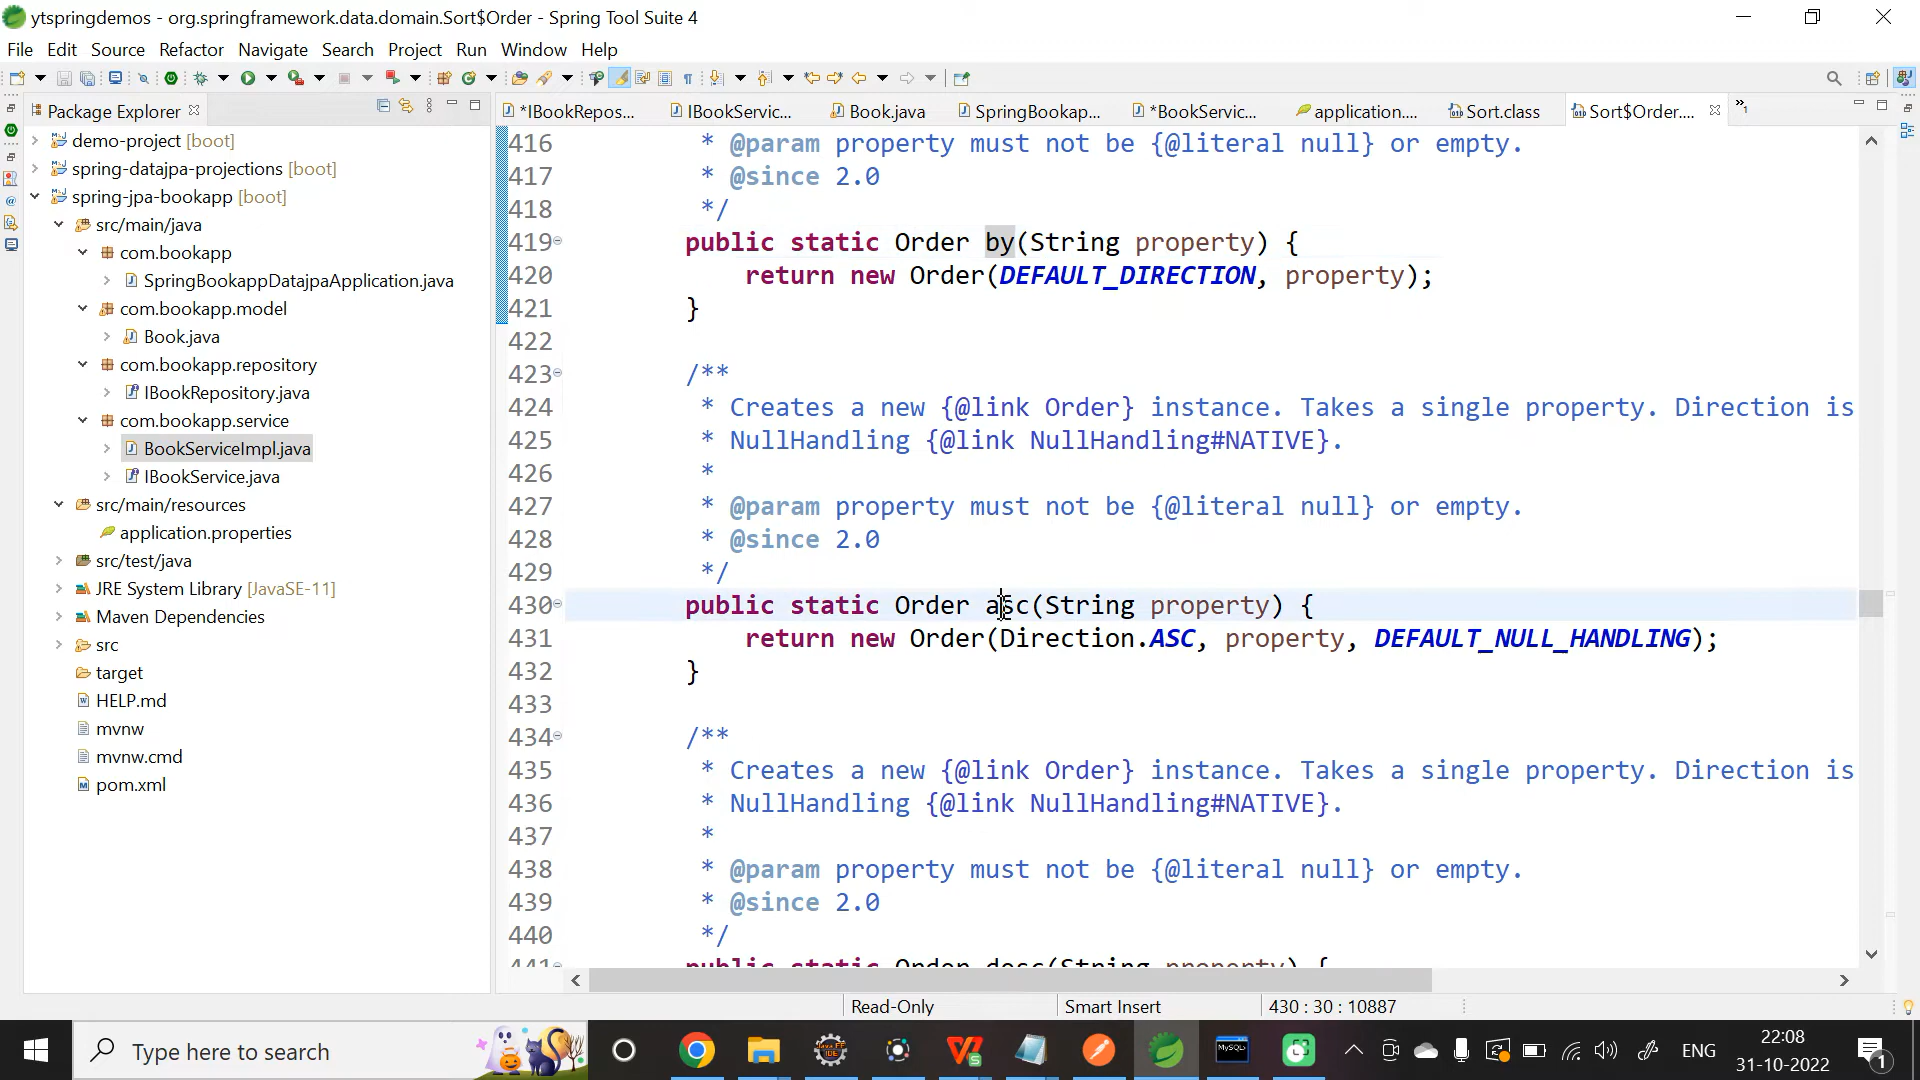 ytspringdemos - org.springframework.data.domain.Sort$Order - Spring Tool Suite 4
File Edit Source Refactor Navigate Search Project Run Window Help
Package Explorer
*IBookRepos... IBookServic... Book.java SpringBookap... *BookServic... application.... Sort.class Sort$Order....
demo-project [boot]
spring-datajpa-projections [boot]
spring-jpa-bookapp [boot]
src/main/java
com.bookapp
SpringBookappDatajpaApplication.java
com.bookapp.model
Book.java
com.bookapp.repository
IBookRepository.java
com.bookapp.service
BookServiceImpl.java
IBookService.java
src/main/resources
application.properties
src/test/java
JRE System Library [JavaSE-11]
Maven Dependencies
src
target
HELP.md
mvnw
mvnw.cmd
pom.xml
416 * @param property must not be {@literal null} or empty.
417 * @since 2.0
418 */
419 public static Order by(String property) {
420 return new Order(DEFAULT_DIRECTION, property);
421 }
422
423 /**
424 * Creates a new {@link Order} instance. Takes a single property. Direction is
425 * NullHandling {@link NullHandling#NATIVE}.
426 *
427 * @param property must not be {@literal null} or empty.
428 * @since 2.0
429 */
430 public static Order asc(String property) {
431 return new Order(Direction.ASC, property, DEFAULT_NULL_HANDLING);
432 }
433
434 /**
435 * Creates a new {@link Order} instance. Takes a single property. Direction is
436 * NullHandling {@link NullHandling#NATIVE}.
437 *
438 * @param property must not be {@literal null} or empty.
439 * @since 2.0
440 */
441 public static Order desc(String property) {
Read-Only Smart Insert 430 : 30 : 10887
Type here to search
MySQL
ENG
22:08
31-10-2022
1